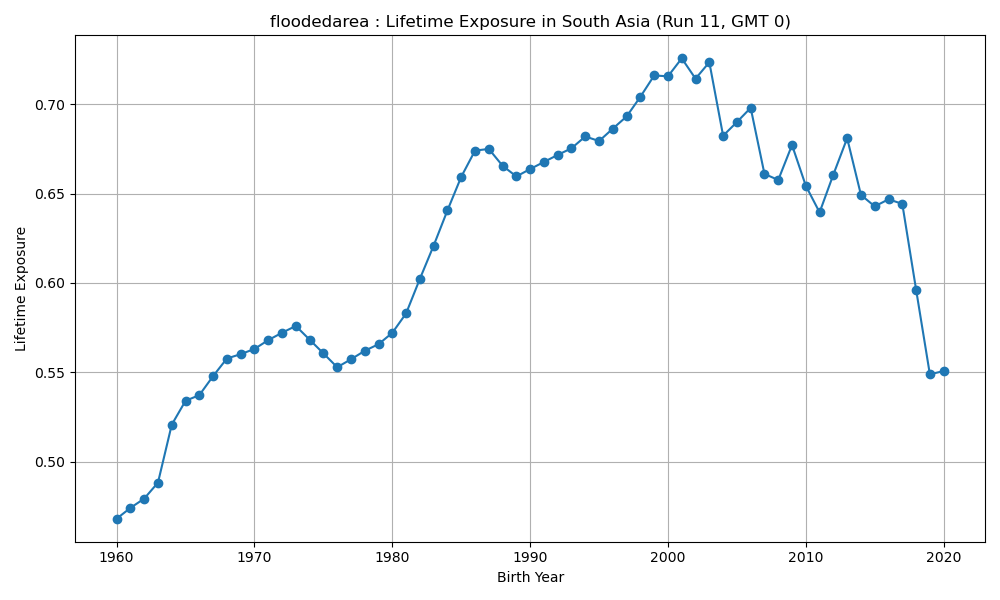 floodedarea : Lifetime Exposure in South Asia (Run 11, GMT 0)
Lifetime Exposure
0.70
0.65
0.60
0.55
0.50
1960 1970 1980 1990 2000 2010 2020
Birth Year